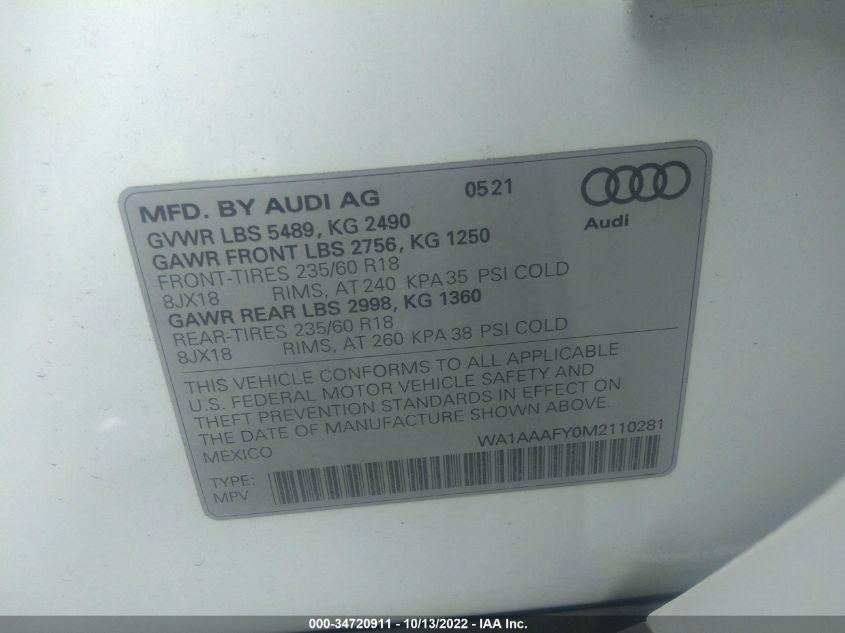 MFD. BY AUDI AG 05 21
Audi
GVWR LBS 5489, KG 2490
GAWR FRONT LBS 2756, KG 1250
FRONT-TIRES 235/60 R18
8JX18 RIMS, AT 240 KPA 35 PSI COLD
GAWR REAR LBS 2998, KG 1360
REAR-TIRES 235/60 R18
8JX18 RIMS, AT 260 KPA 38 PSI COLD
THIS VEHICLE CONFORMS TO ALL APPLICABLE
U.S. FEDERAL MOTOR VEHICLE SAFETY AND
THEFT PREVENTION STANDARDS IN EFFECT ON
THE DATE OF MANUFACTURE SHOWN ABOVE.
MEXICO WA1AAAFY0M2110281
TYPE:
MPV
000-34720911 - 10/13/2022 - IAA Inc.